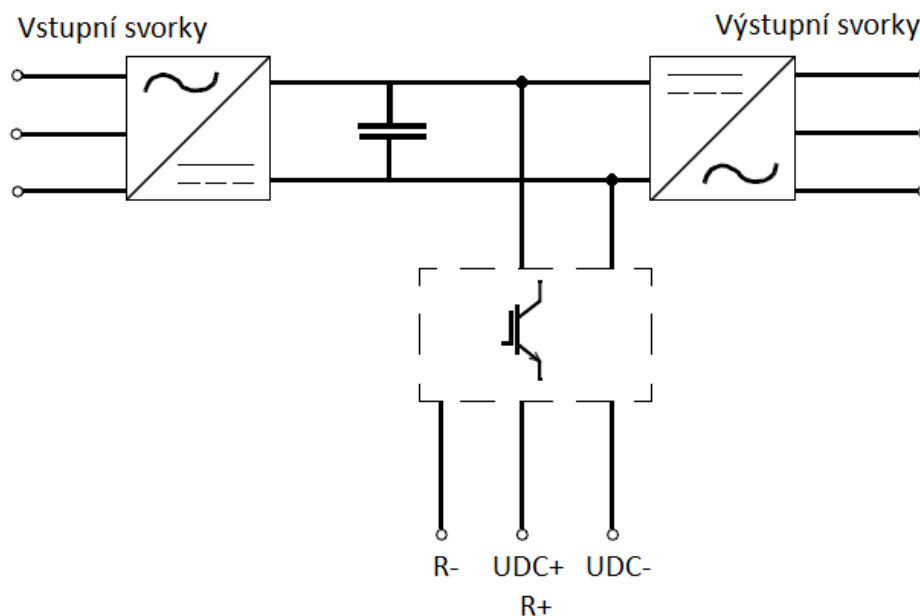 Vstupní svorky
Výstupní svorky
R-
UDC+
UDC-
R+